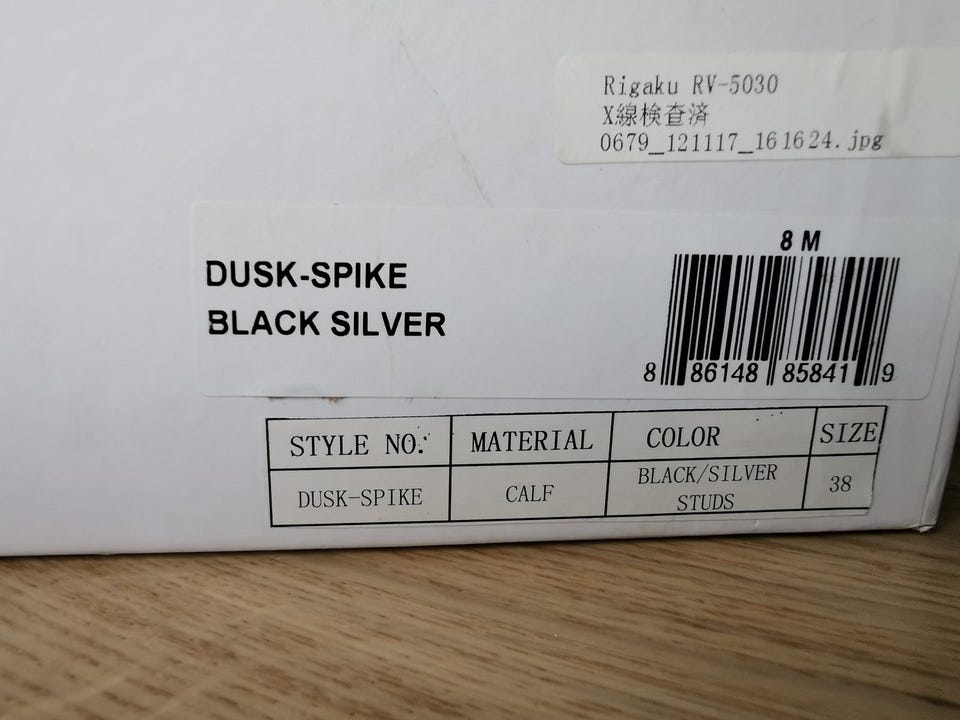 Rigaku RV-5030
X線検査済
0679_121117_161624.jpg
8 M
DUSK-SPIKE
BLACK SILVER
8 86148 85841 9
STYLE NO. MATERIAL COLOR SIZE
DUSK-SPIKE CALF BLACK/SILVER STUDS 38